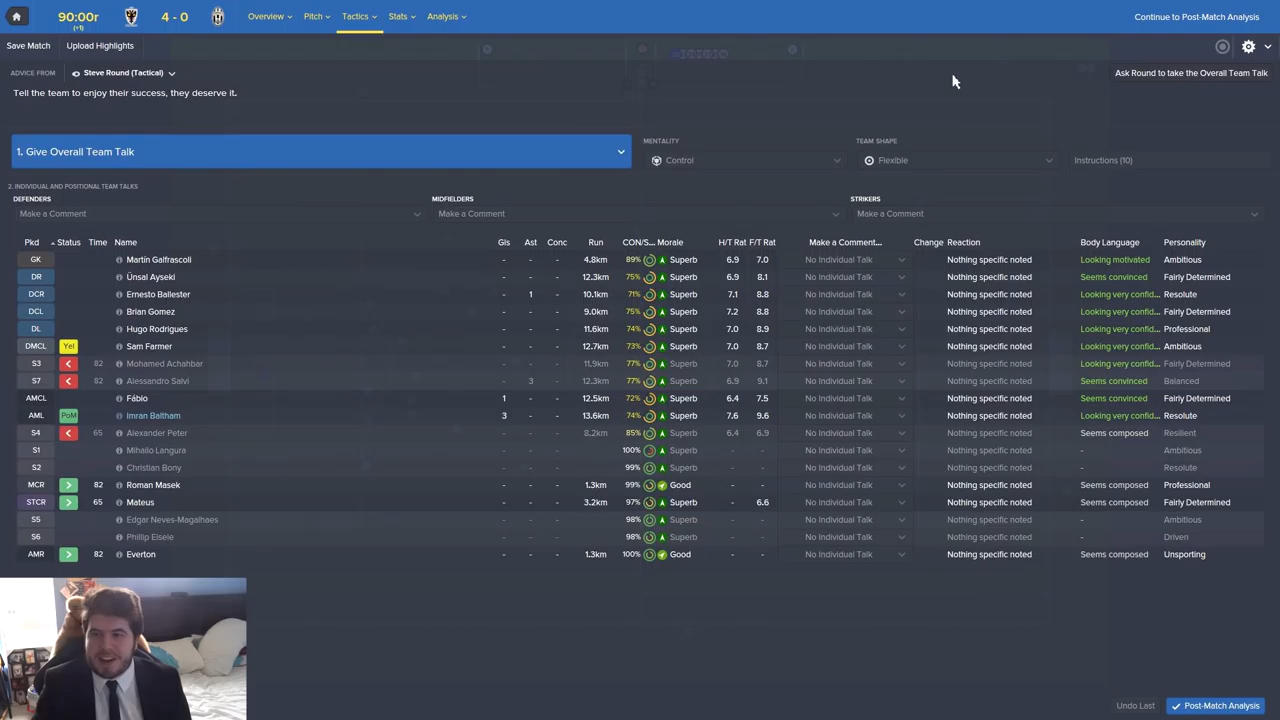 90:00r (+1) 4 - 0 Overview Pitch Tactics Stats Analysis Continue to Post-Match Analysis
Save Match Upload Highlights
ADVICE FROM Steve Round (Tactical) Ask Round to take the Overall Team Talk
Tell the team to enjoy their success, they deserve it.
MENTALITY TEAM SHAPE
1. Give Overall Team Talk Control Flexible Instructions (10)
2. INDIVIDUAL AND POSITIONAL TEAM TALKS
DEFENDERS MIDFIELDERS STRIKERS
Make a Comment Make a Comment Make a Comment
Pkd Status Time Name Gls Ast Conc Run CON/S... Morale H/T Rat F/T Rat Make a Comment... Change Reaction Body Language Personality
GK Martín Galfrascoli - - - 4.8km 89% Superb 6.9 7.0 No Individual Talk Nothing specific noted Looking motivated Ambitious
DR Ünsal Ayseki - - - 12.3km 75% Superb 6.9 8.1 No Individual Talk Nothing specific noted Seems convinced Fairly Determined
DCR Ernesto Ballester - 1 - 10.1km 71% Superb 7.1 8.8 No Individual Talk Nothing specific noted Looking very confid... Resolute
DCL Brian Gomez - - - 9.0km 75% Superb 7.2 8.8 No Individual Talk Nothing specific noted Looking very confid... Fairly Determined
DL Hugo Rodrigues - - - 11.6km 74% Superb 7.0 8.9 No Individual Talk Nothing specific noted Looking very confid... Professional
DMCL Yel Sam Farmer - - - 12.7km 73% Superb 7.0 8.7 No Individual Talk Nothing specific noted Looking very confid... Ambitious
S3 82 Mohamed Achahbar - - - 11.9km 77% Superb 7.0 8.7 No Individual Talk Nothing specific noted Looking very confid... Fairly Determined
S7 82 Alessandro Salvi - 3 - 12.3km 77% Superb 6.9 9.1 No Individual Talk Nothing specific noted Seems convinced Balanced
AMCL Fábio 1 - - 12.5km 72% Superb 6.4 7.5 No Individual Talk Nothing specific noted Seems convinced Fairly Determined
AML PoM Imran Baltham 3 - - 13.6km 74% Superb 7.6 9.6 No Individual Talk Nothing specific noted Looking very confid... Resolute
S4 65 Alexander Peter - - - 8.2km 85% Superb 6.4 6.9 No Individual Talk Nothing specific noted Seems composed Resilient
S1 Mihailo Langura - - - 100% Superb - - No Individual Talk Nothing specific noted - Ambitious
S2 Christian Bony - - - 99% Superb - - No Individual Talk Nothing specific noted - Resolute
MCR 82 Roman Masek - - - 1.3km 99% Good - - No Individual Talk Nothing specific noted Seems composed Professional
STCR 65 Mateus - - - 3.2km 97% Superb - 6.6 No Individual Talk Nothing specific noted Seems composed Fairly Determined
S5 Edgar Neves-Magalhaes - - - 98% Superb - - No Individual Talk Nothing specific noted - Ambitious
S6 Phillip Eisele - - - 98% Superb - - No Individual Talk Nothing specific noted - Driven
AMR 82 Everton - - - 1.3km 100% Good - - No Individual Talk Nothing specific noted Seems composed Unsporting
Undo Last Post-Match Analysis